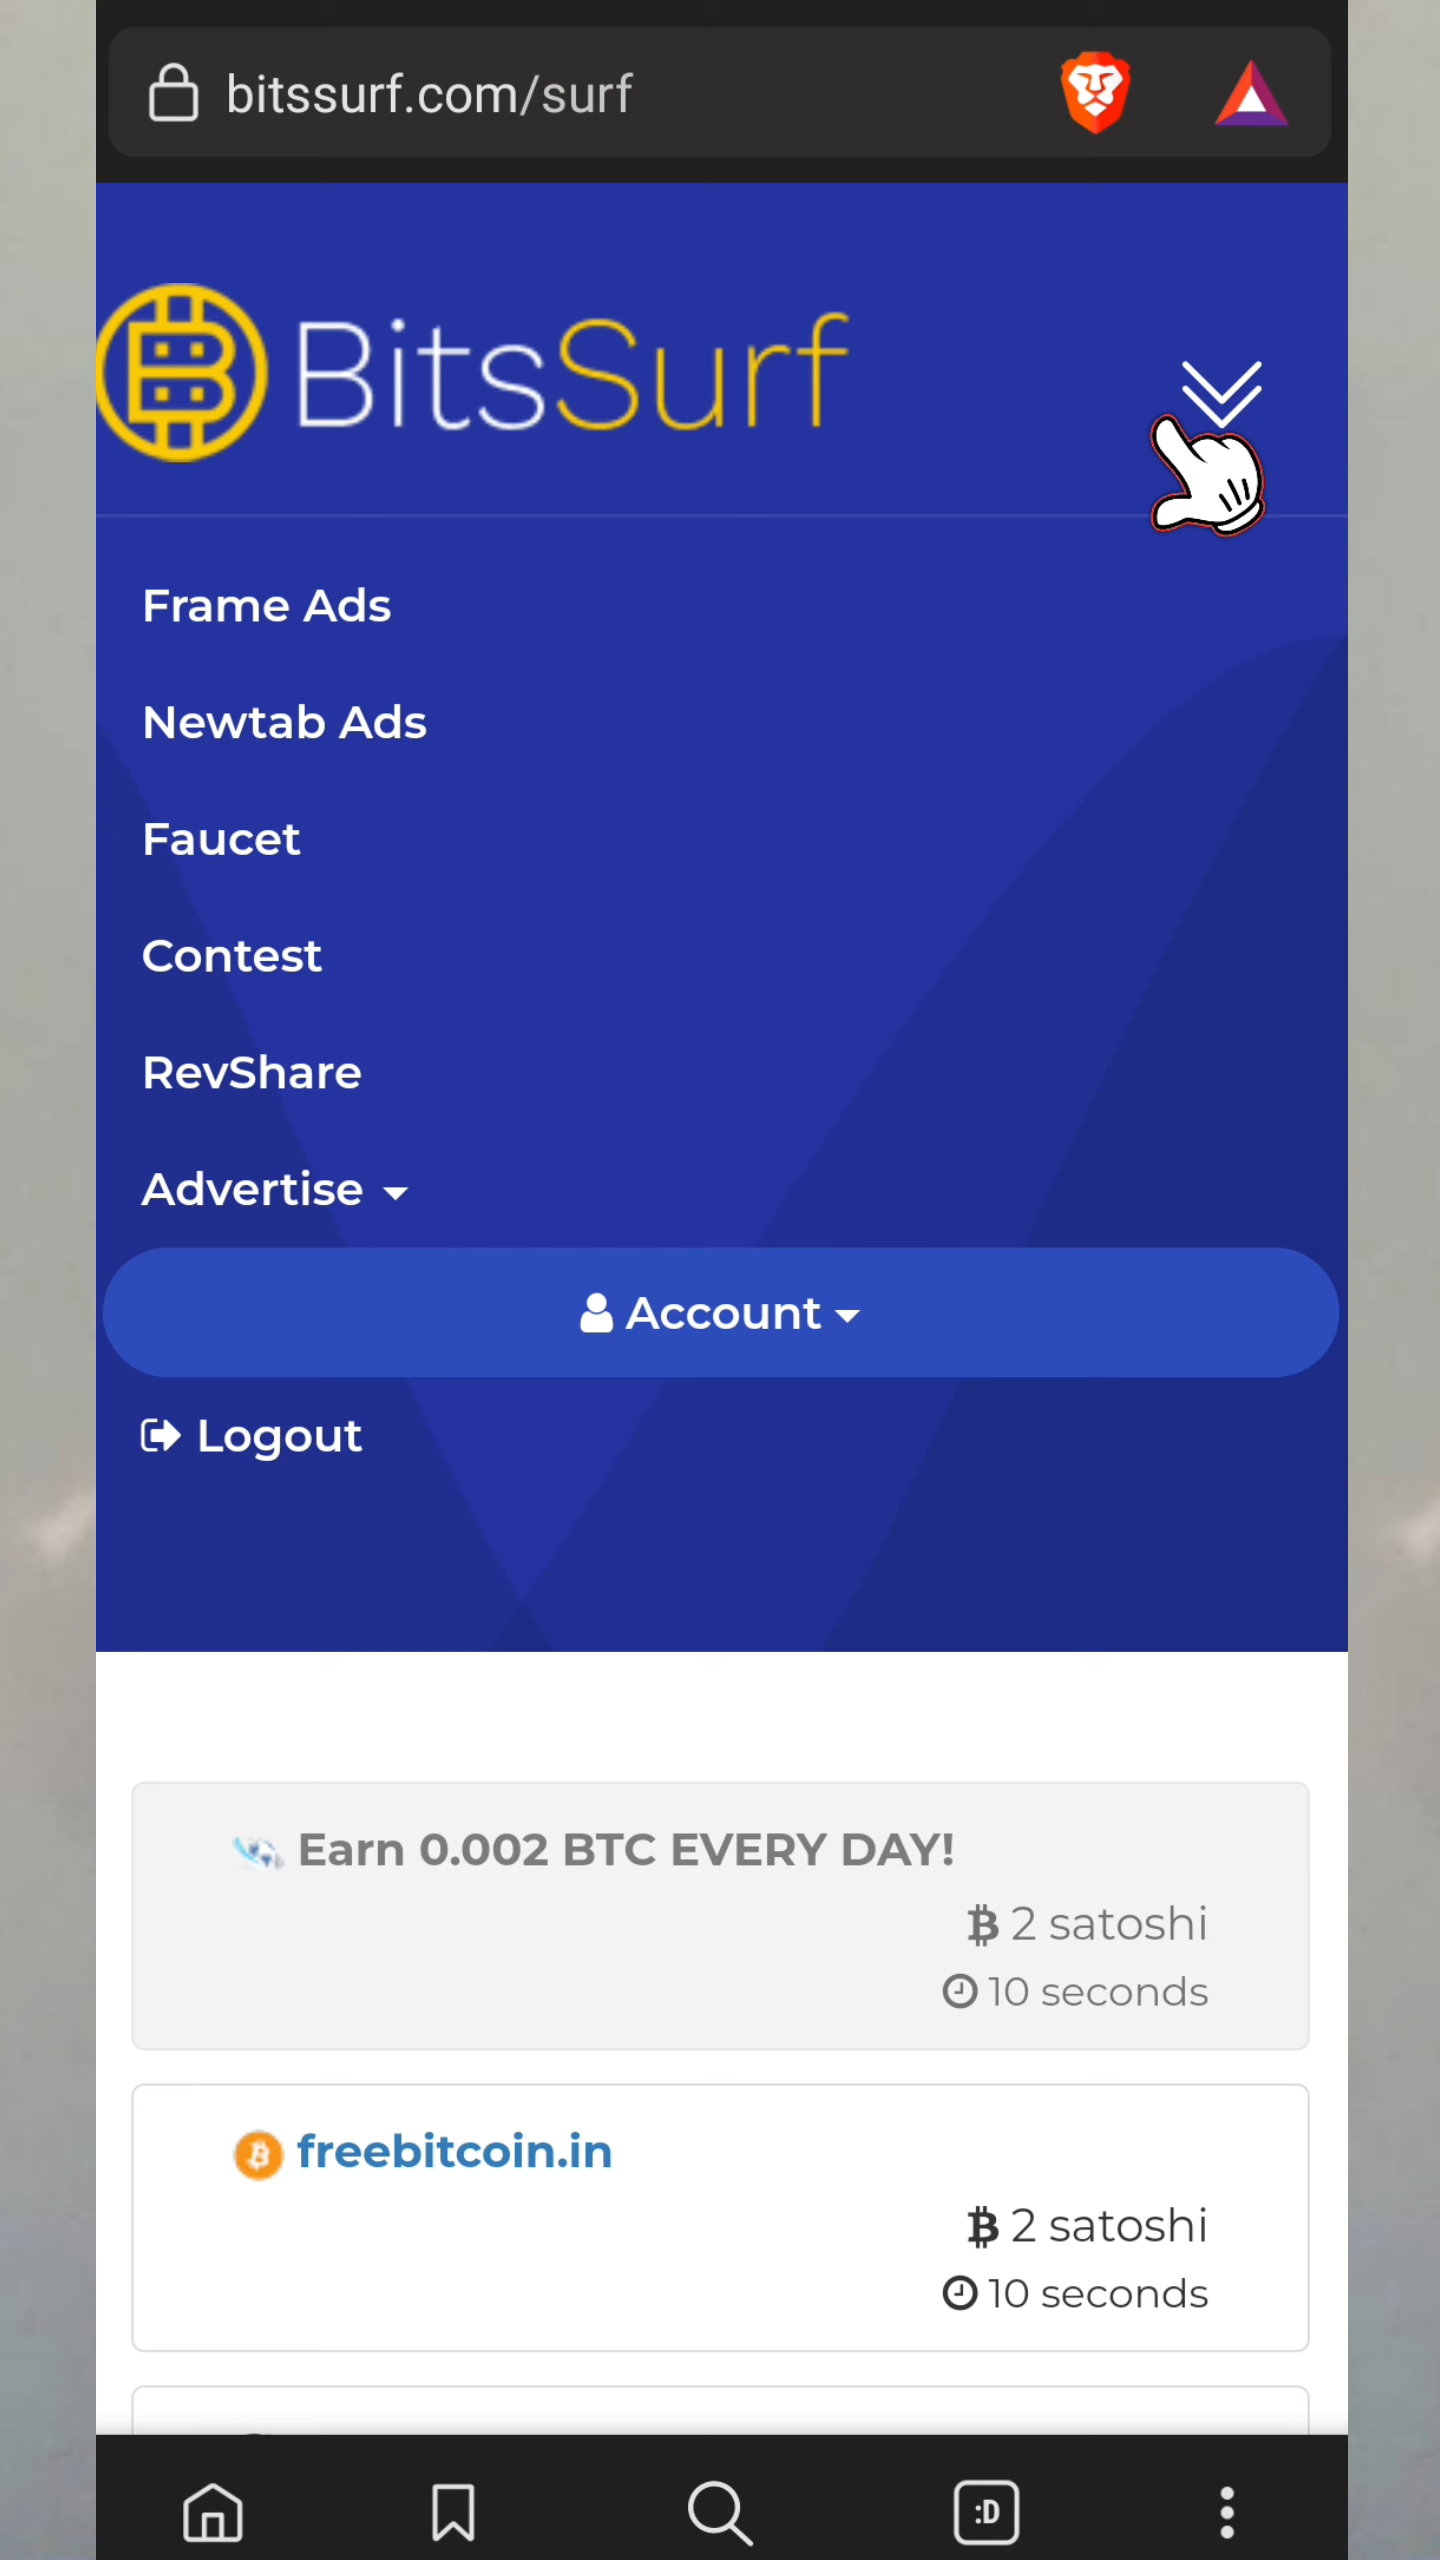 bitssurf.com/surf
BitsSurf
Frame Ads
Newtab Ads
Faucet
Contest
RevShare
Advertise
Account
Logout
Earn 0.002 BTC EVERY DAY!
2 satoshi
10 seconds
freebitcoin.in
2 satoshi
10 seconds
:D